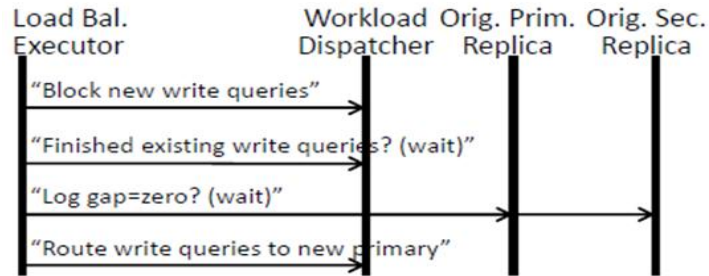 Load Bal. Workload Orig. Prim. Orig. Sec.
Executor Dispatcher Replica Replica
“Block new write queries”
“Finished existing write queries? (wait)”
“Log gap=zero? (wait)”
“Route write queries to new primary”